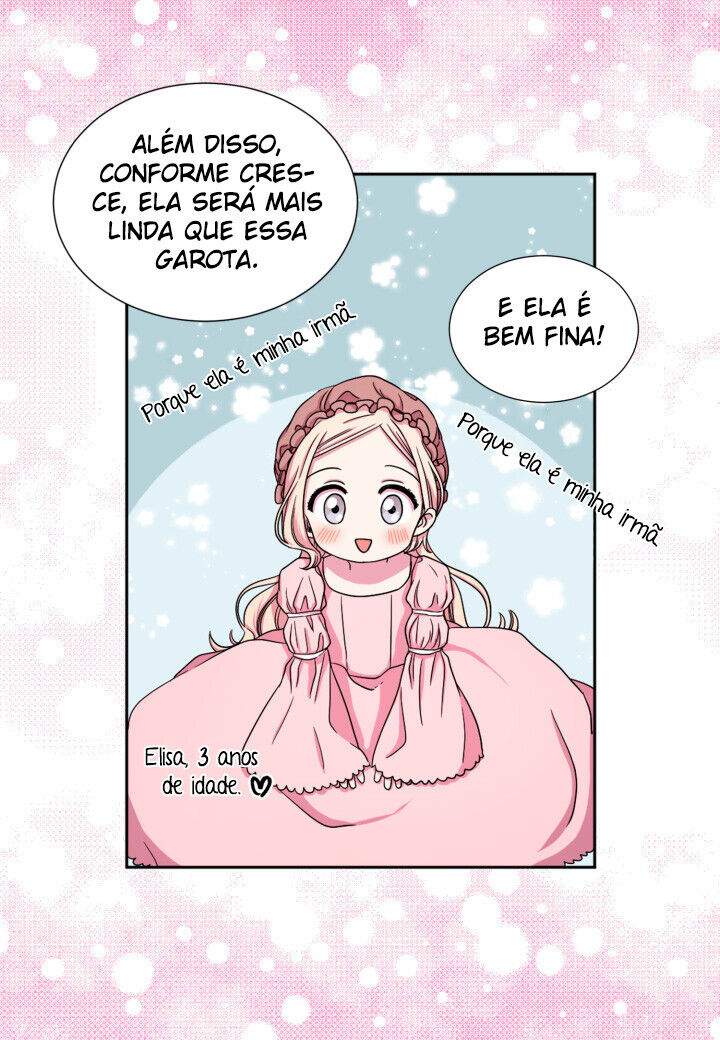 ALÉM DISSO,
CONFORME CRES-
CE, ELA SERÁ MAIS
LINDA QUE ESSA
GAROTA.
E ELA É
BEM FINA!
Porque ela é minha irmã
Porque ela é minha irmã
Elisa, 3 anos
de idade. ♥